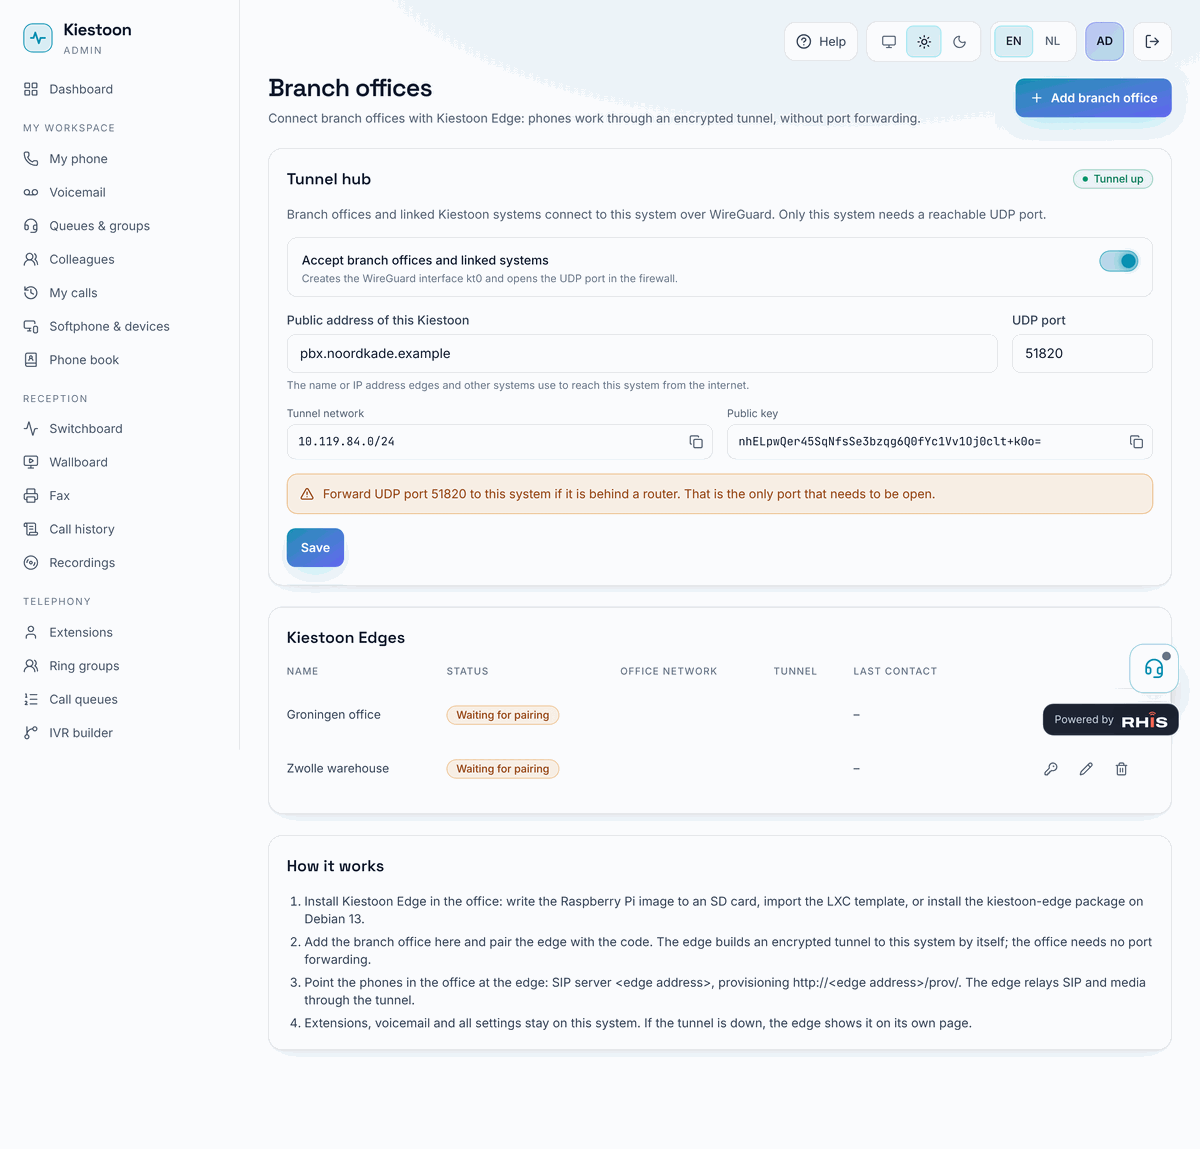 Kiestoon
ADMIN
Help
EN
NL
AD
Dashboard
MY WORKSPACE
My phone
Voicemail
Queues & groups
Colleagues
My calls
Softphone & devices
Phone book
RECEPTION
Switchboard
Wallboard
Fax
Call history
Recordings
TELEPHONY
Extensions
Ring groups
Call queues
IVR builder
Branch offices
Connect branch offices with Kiestoon Edge: phones work through an encrypted tunnel, without port forwarding.
Add branch office
Tunnel hub
Tunnel up
Branch offices and linked Kiestoon systems connect to this system over WireGuard. Only this system needs a reachable UDP port.
Accept branch offices and linked systems
Creates the WireGuard interface kt0 and opens the UDP port in the firewall.
Public address of this Kiestoon
UDP port
pbx.noordkade.example
51820
The name or IP address edges and other systems use to reach this system from the internet.
Tunnel network
Public key
10.119.84.0/24
nhELpwQer45SqNfsSe3bzqg6Q0fYc1Vv1Oj0clt+k0o=
Forward UDP port 51820 to this system if it is behind a router. That is the only port that needs to be open.
Save
Kiestoon Edges
NAME STATUS OFFICE NETWORK TUNNEL LAST CONTACT
Groningen office Waiting for pairing –
Powered by RHIS
Zwolle warehouse Waiting for pairing –
How it works
1. Install Kiestoon Edge in the office: write the Raspberry Pi image to an SD card, import the LXC template, or install the kiestoon-edge package on
Debian 13.
2. Add the branch office here and pair the edge with the code. The edge builds an encrypted tunnel to this system by itself; the office needs no port
forwarding.
3. Point the phones in the office at the edge: SIP server <edge address>, provisioning http://<edge address>/prov/. The edge relays SIP and media
through the tunnel.
4. Extensions, voicemail and all settings stay on this system. If the tunnel is down, the edge shows it on its own page.